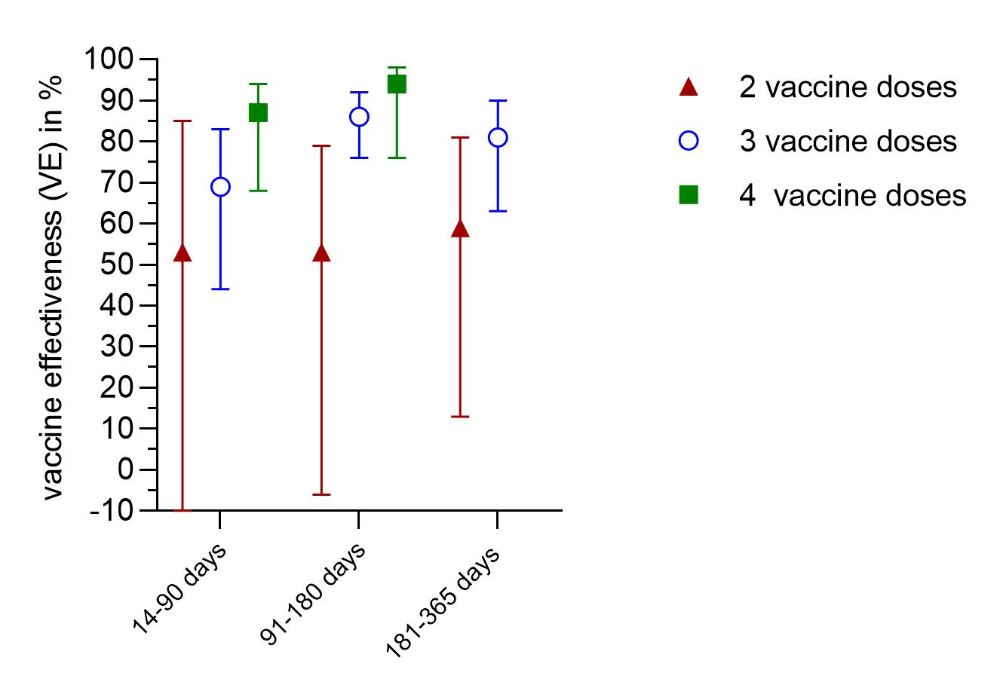 vaccine effectiveness (VE) in %
100
90
80
70
60
50
40
30
20
10
0
-10
14-90 days
91-180 days
181-365 days
2 vaccine doses
3 vaccine doses
4  vaccine doses